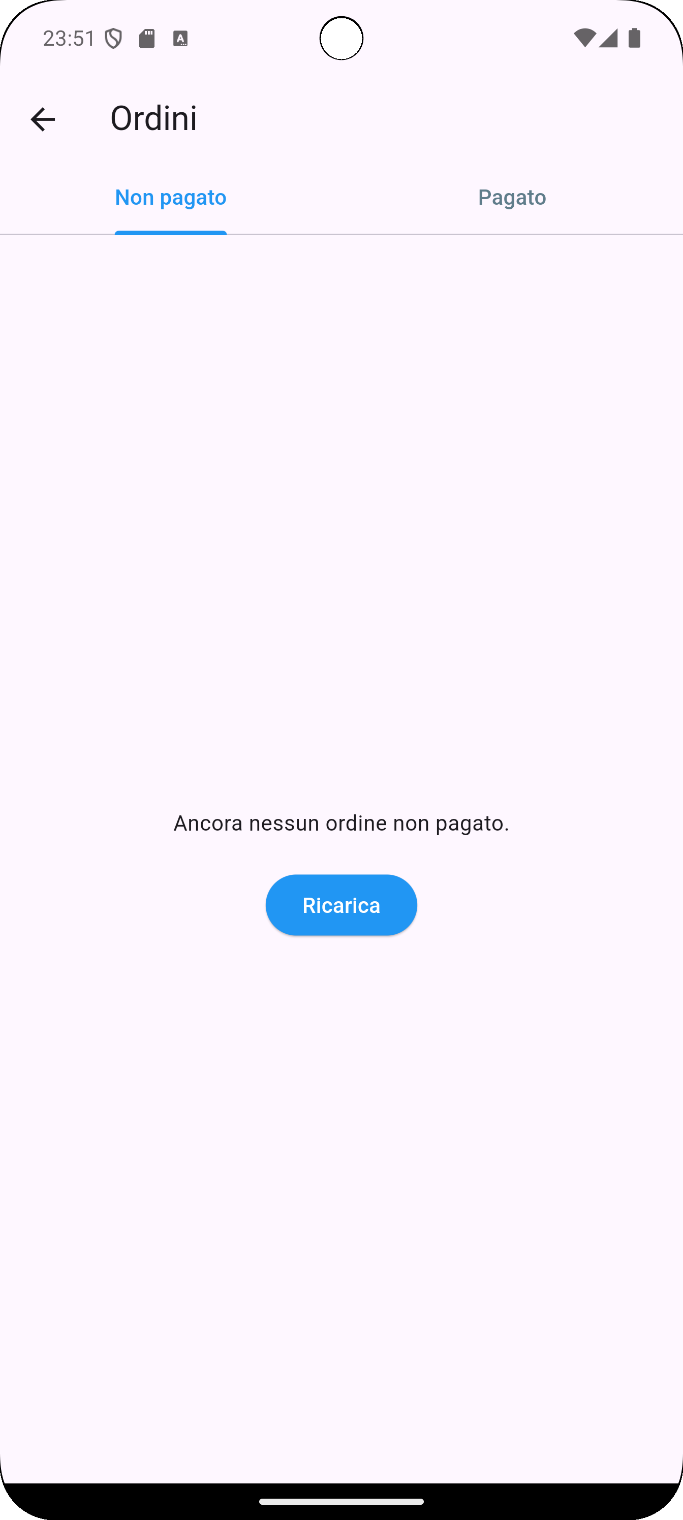 23:51
Ordini
Non pagato
Pagato
Ancora nessun ordine non pagato.
Ricarica